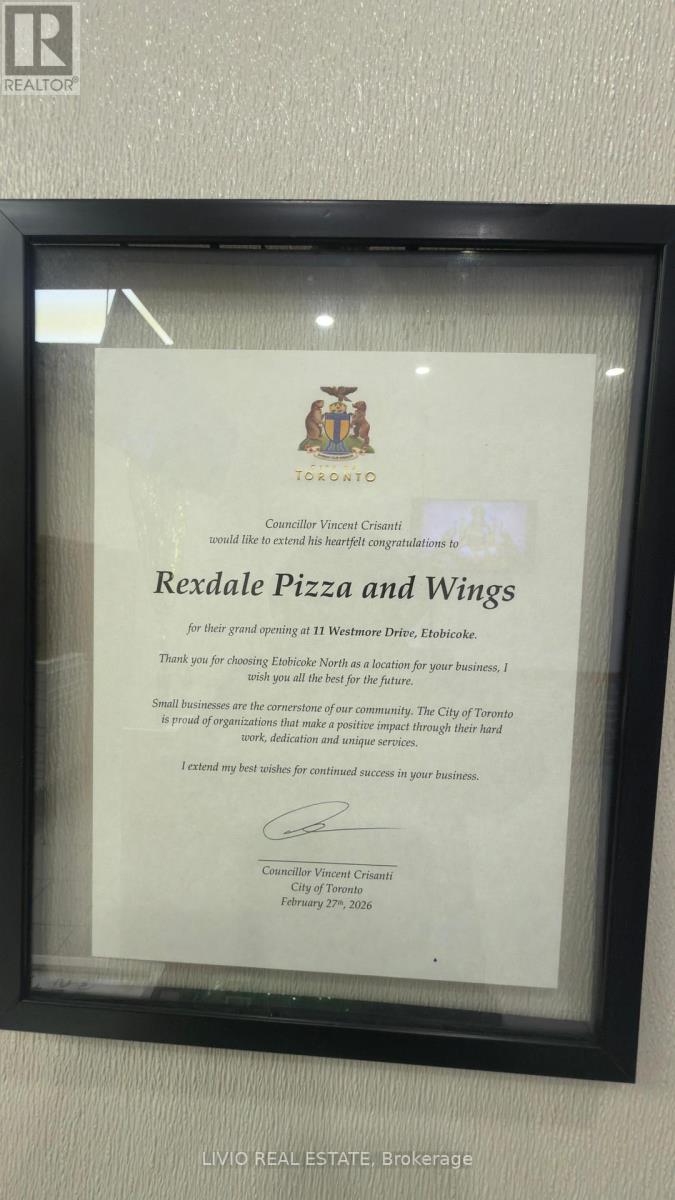 REALTOR®
CITY OF
TORONTO
Councillor Vincent Crisanti
would like to extend his heartfelt congratulations to
Rexdale Pizza and Wings
for their grand opening at 11 Westmore Drive, Etobicoke.
Thank you for choosing Etobicoke North as a location for your business, I
wish you all the best for the future.
Small businesses are the cornerstone of our community. The City of Toronto
is proud of organizations that make a positive impact through their hard
work, dedication and unique services.
I extend my best wishes for continued success in your business.
Councillor Vincent Crisanti
City of Toronto
February 27th, 2026
LIVIO REAL ESTATE, Brokerage